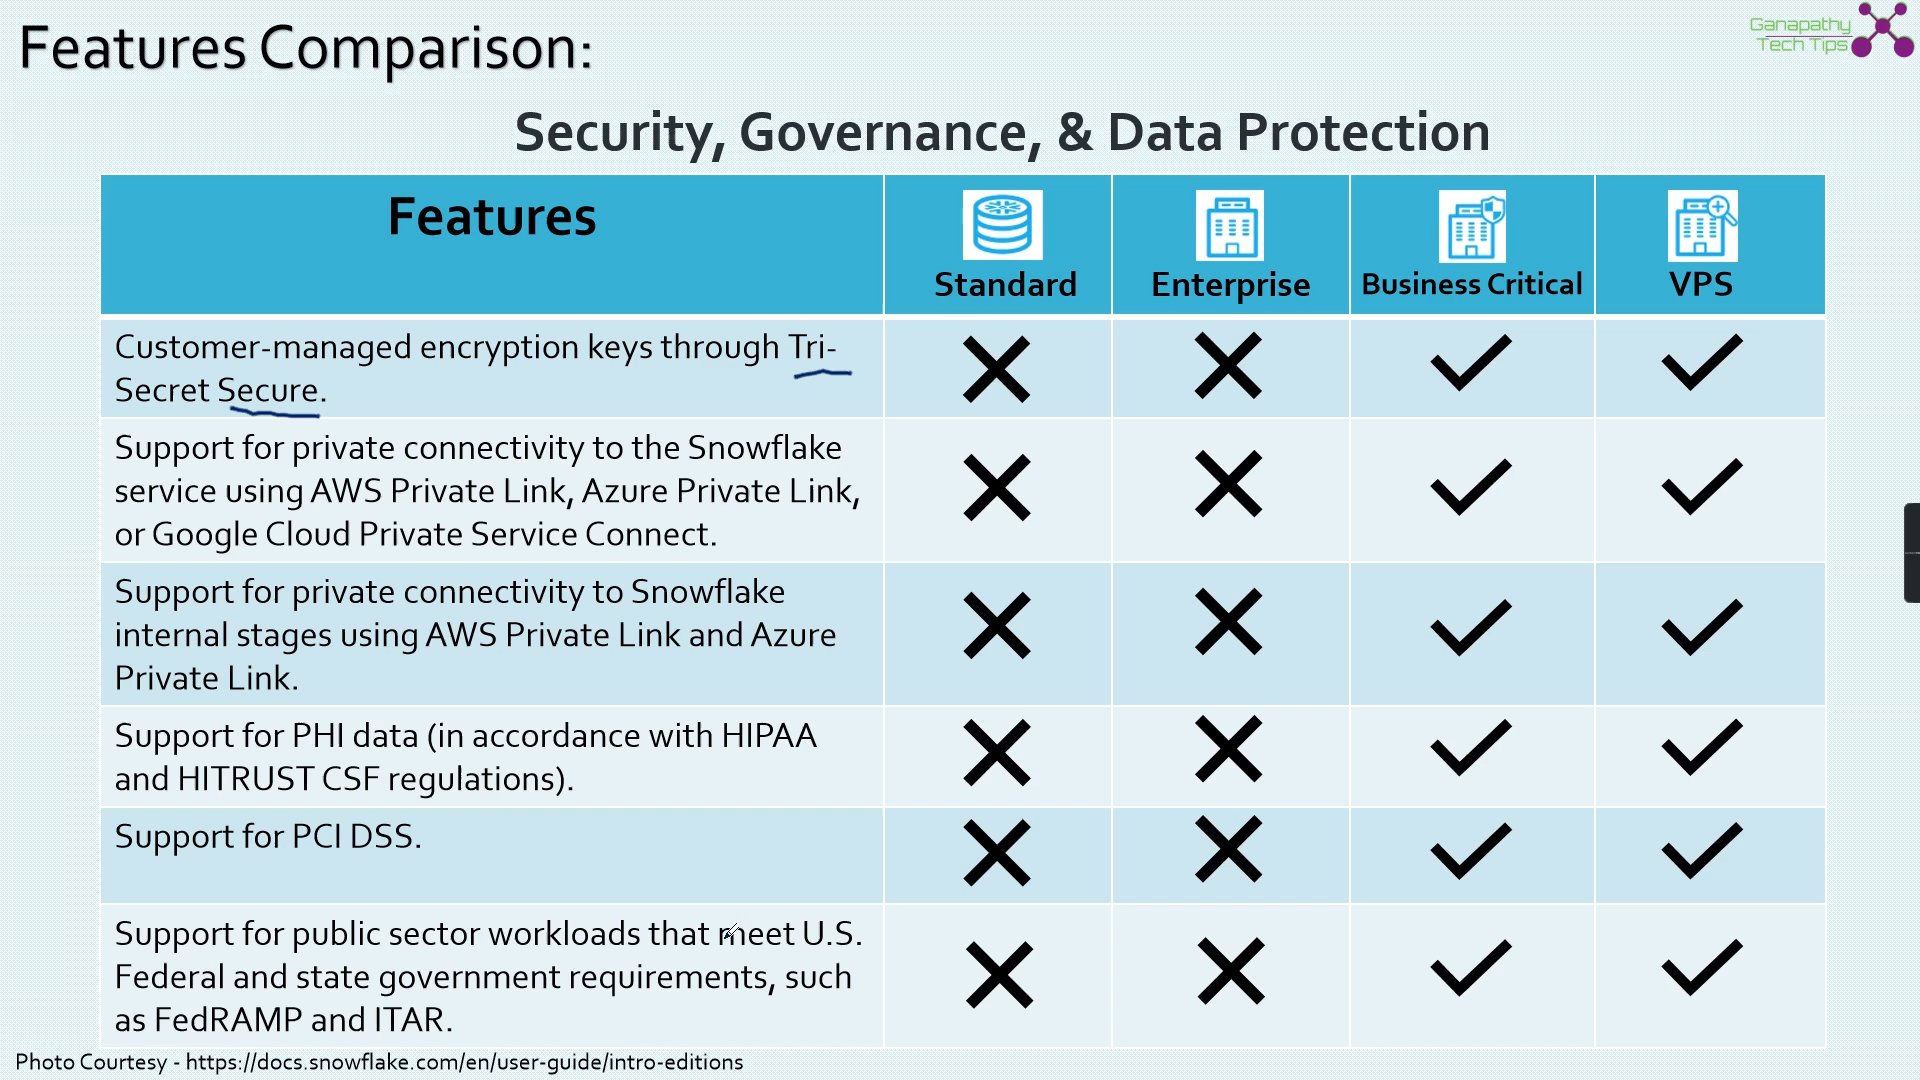 Features Comparison:
Ganapathy
Tech Tips
Security, Governance, & Data Protection
Features
Standard
Enterprise
Business Critical
VPS
Customer-managed encryption keys through Tri-
Secret Secure.
Support for private connectivity to the Snowflake
service using AWS Private Link, Azure Private Link,
or Google Cloud Private Service Connect.
Support for private connectivity to Snowflake
internal stages using AWS Private Link and Azure
Private Link.
Support for PHI data (in accordance with HIPAA
and HITRUST CSF regulations).
Support for PCI DSS.
Support for public sector workloads that meet U.S.
Federal and state government requirements, such
as FedRAMP and ITAR.
Photo Courtesy - https://docs.snowflake.com/en/user-guide/intro-editions